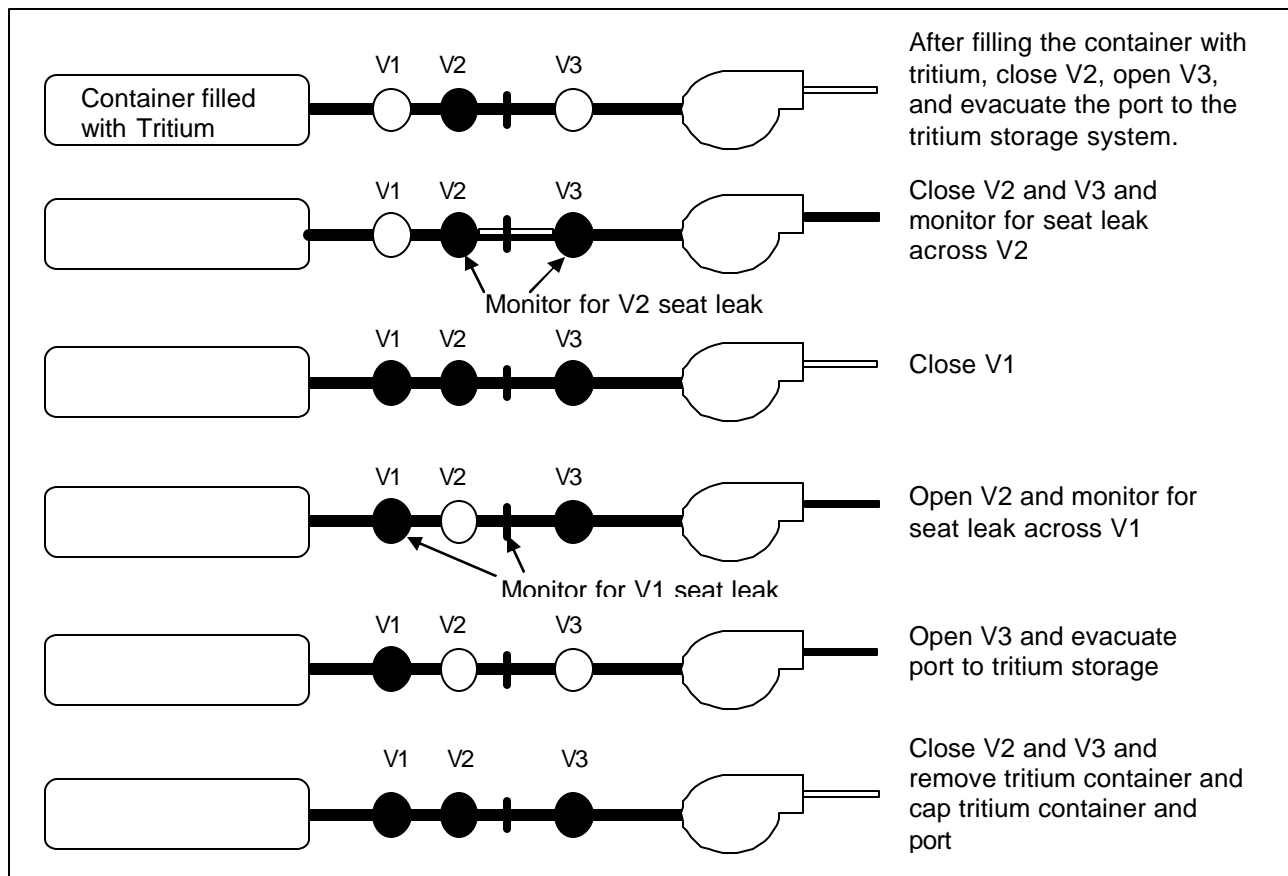 V1 V2 V3
Container filled
with Tritium
After filling the container with
tritium, close V2, open V3,
and evacuate the port to the
tritium storage system.
V1 V2 V3
Close V2 and V3 and
monitor for seat leak
across V2
Monitor for V2 seat leak
V1 V2 V3
Close V1
V1 V2 V3
Open V2 and monitor for
seat leak across V1
Monitor for V1 seat leak
V1 V2 V3
Open V3 and evacuate
port to tritium storage
V1 V2 V3
Close V2 and V3 and
remove tritium container and
cap tritium container and
port